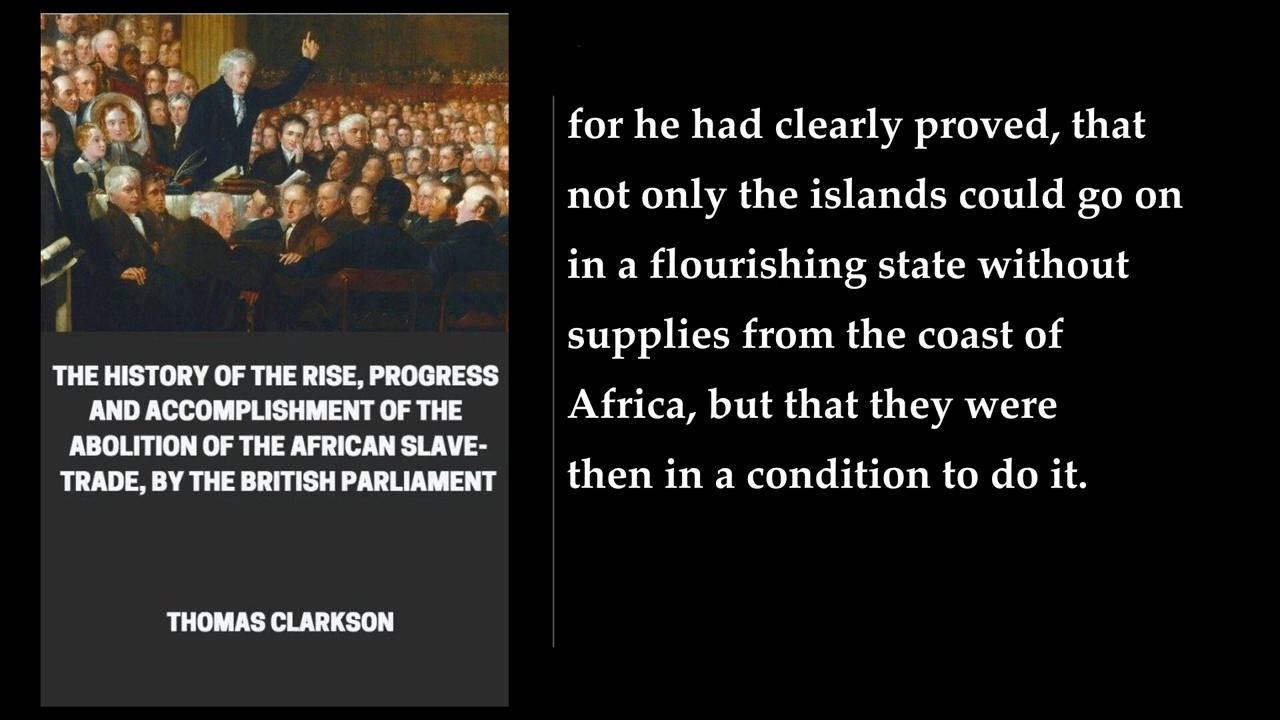 THE HISTORY OF THE RISE, PROGRESS
AND ACCOMPLISHMENT OF THE
ABOLITION OF THE AFRICAN SLAVE-
TRADE, BY THE BRITISH PARLIAMENT
THOMAS CLARKSON
for he had clearly proved, that
not only the islands could go on
in a flourishing state without
supplies from the coast of
Africa, but that they were
then in a condition to do it.